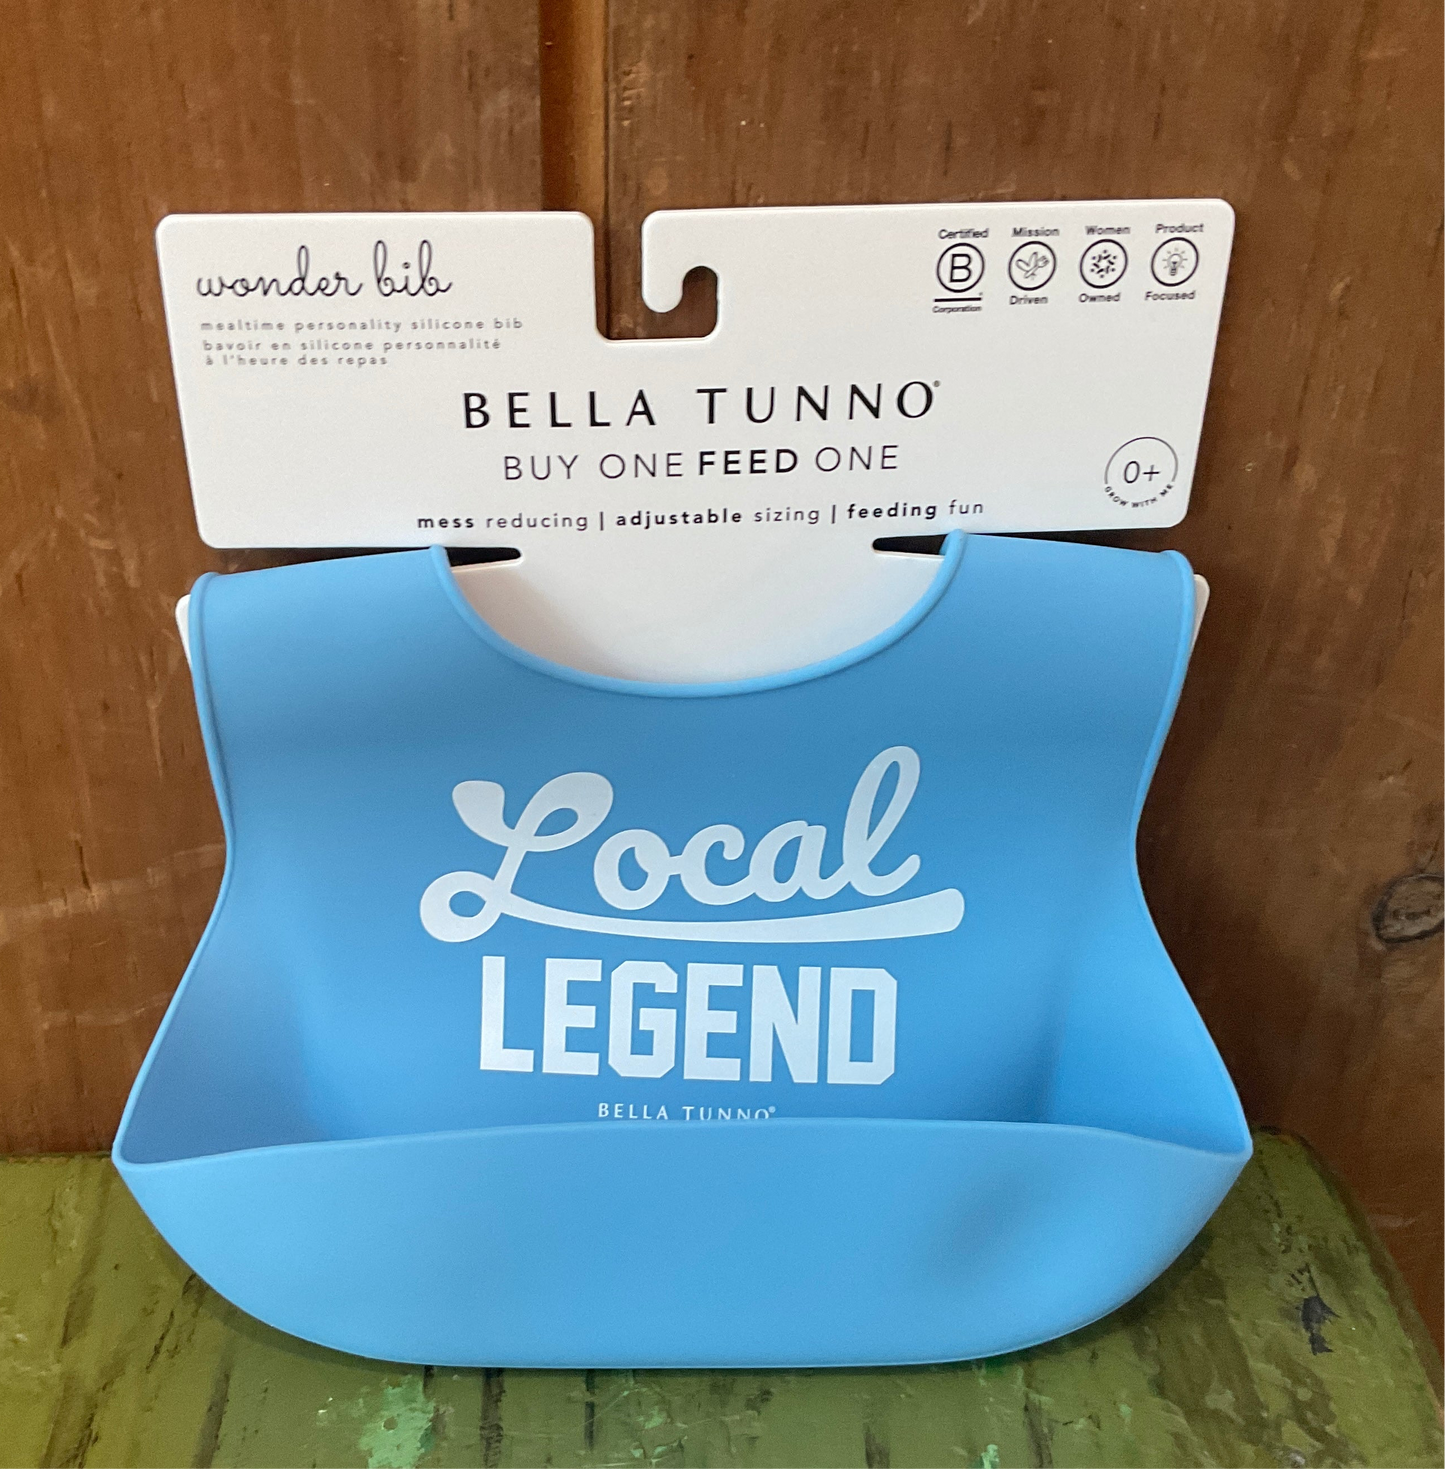 wonder bib
mealtime personality silicone bib
bavoir en silicone personnalité
à l'heure des repas
Certified
B
Corporation
Mission
Driven
Women
Owned
Product
Focused
BELLA TUNNO®
BUY ONE FEED ONE
0+
GROW WITH ME
mess reducing | adjustable sizing | feeding fun
Local
LEGEND
BELLA TUNNO®